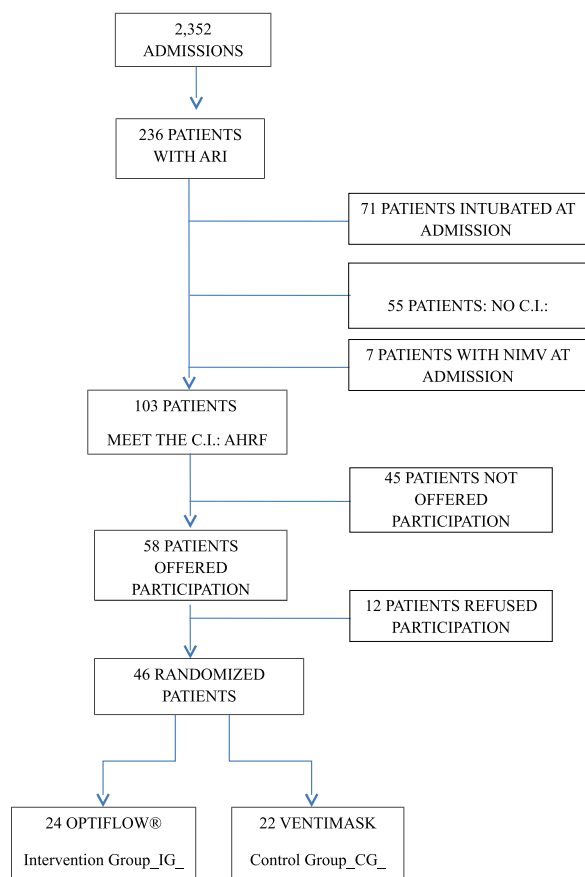 2,352
ADMISSIONS
236 PATIENTS
WITH ARI
71 PATIENTS INTUBATED AT
ADMISSION
55 PATIENTS: NO C.I.:
7 PATIENTS WITH NIMV AT
ADMISSION
103 PATIENTS
MEET THE C.I.: AHRF
45 PATIENTS NOT
OFFERED
PARTICIPATION
58 PATIENTS
OFFERED
PARTICIPATION
12 PATIENTS REFUSED
PARTICIPATION
46 RANDOMIZED
PATIENTS
24 OPTIFLOW®
Intervention Group_IG_
22 VENTIMASK
Control Group_CG_